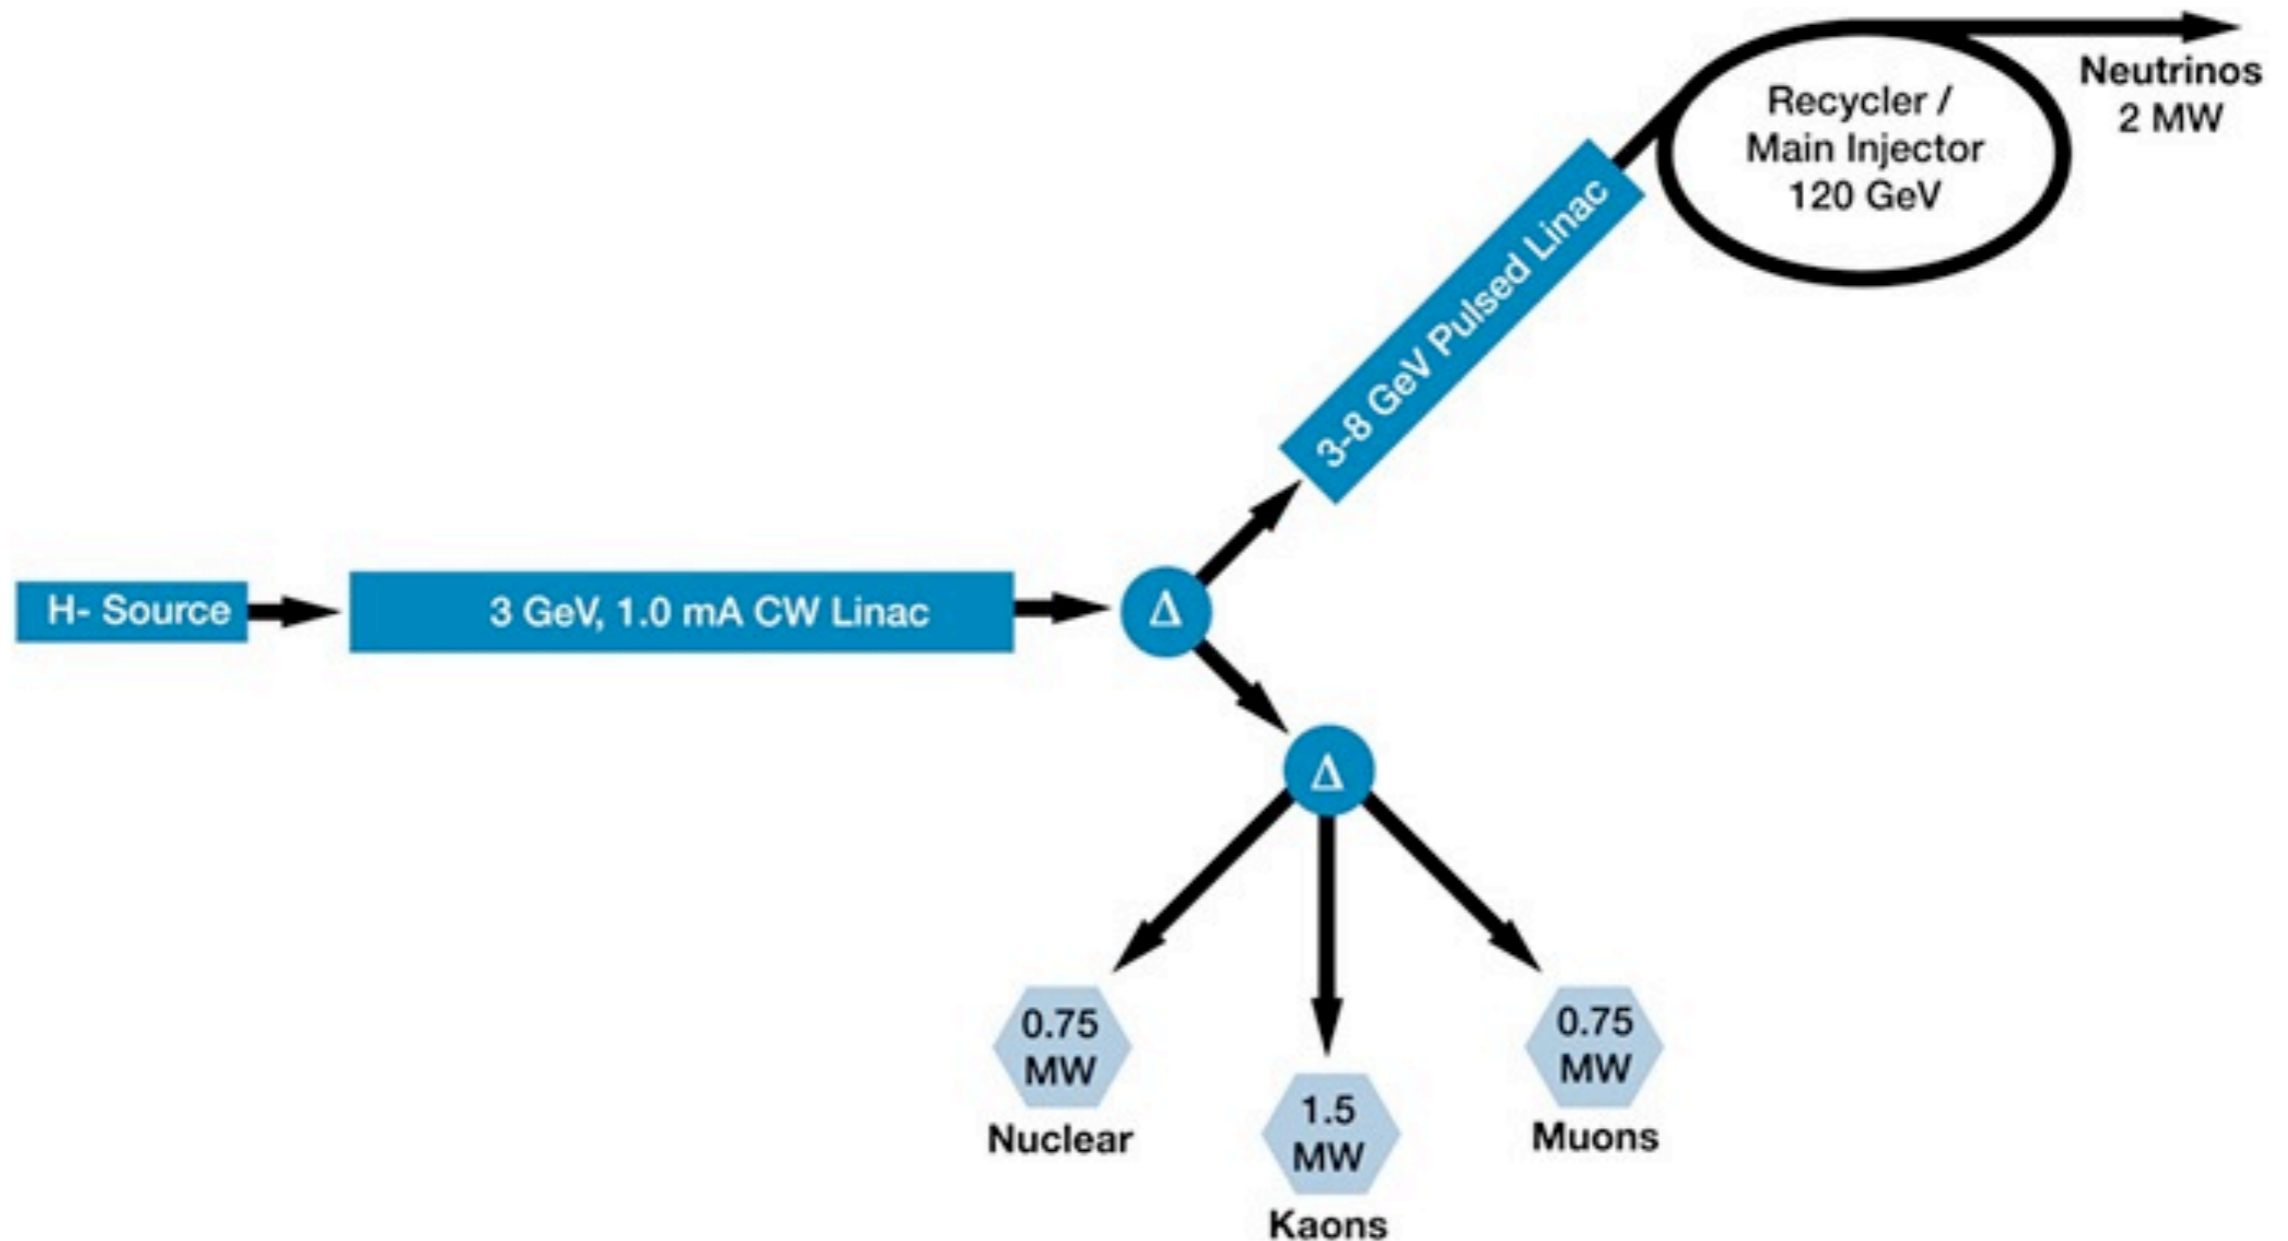 Neutrinos
2 MW
Recycler /
Main Injector
120 GeV
3-8 GeV Pulsed Linac
H- Source
3 GeV, 1.0 mA CW Linac
Δ
Δ
0.75
MW
Nuclear
1.5
MW
Kaons
0.75
MW
Muons